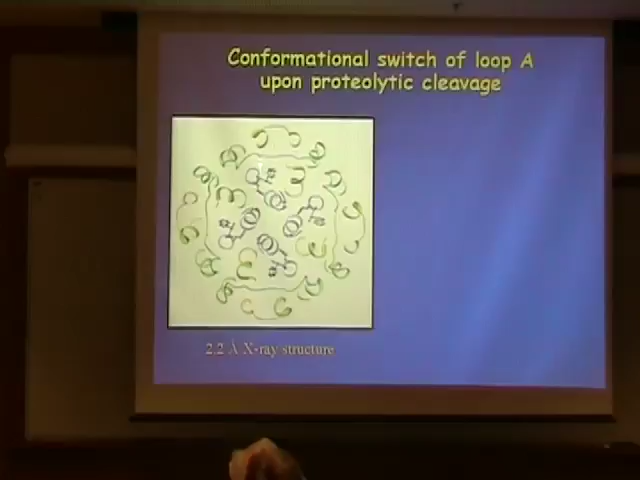 Conformational switch of loop A
upon proteolytic cleavage
2.2 Å X-ray structure